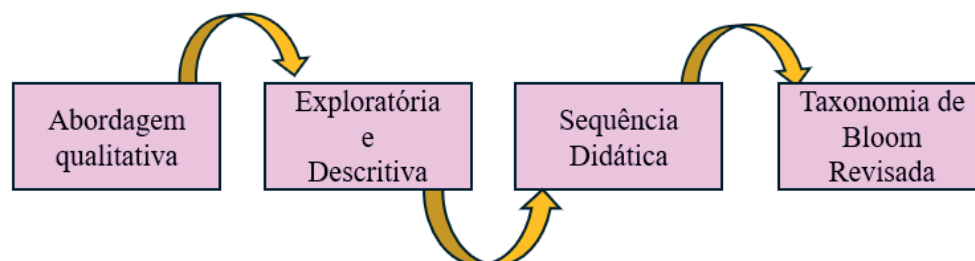 Abordagem
qualitativa
Exploratória
e
Descritiva
Sequência
Didática
Taxonomia de
Bloom
Revisada